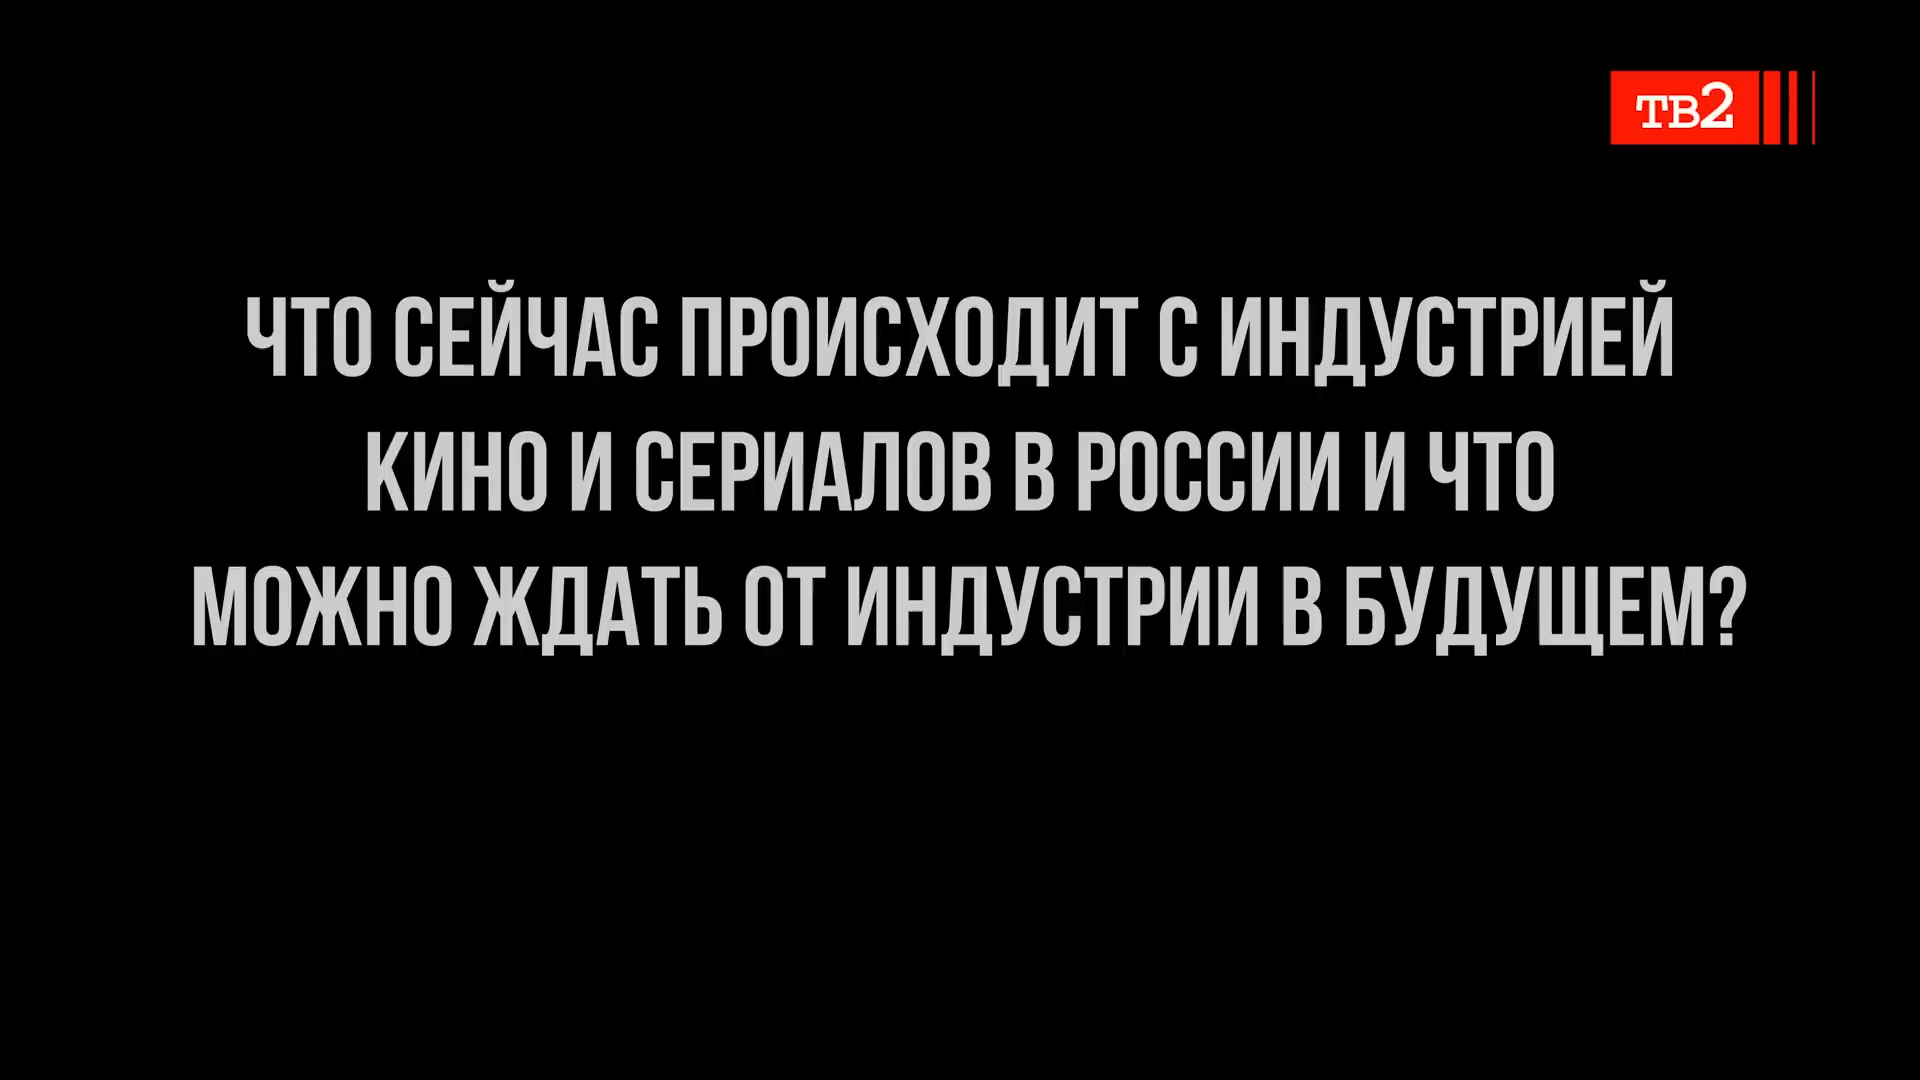 ТВ2
ЧТО СЕЙЧАС ПРОИСХОДИТ С ИНДУСТРИЕЙ
КИНО И СЕРИАЛОВ В РОССИИ И ЧТО
МОЖНО ЖДАТЬ ОТ ИНДУСТРИИ В БУДУЩЕМ?